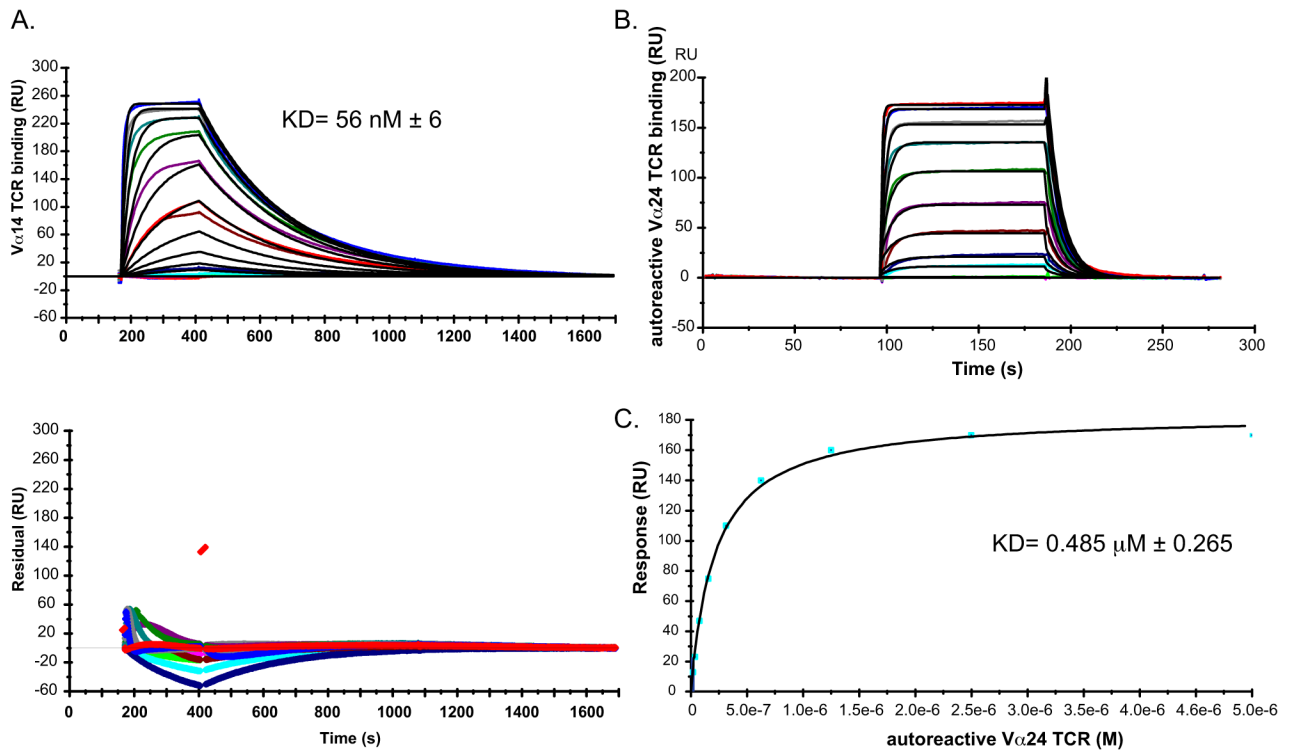 A.
Vα14 TCR binding (RU)
300
260
220
180
140
100
60
20
-20
-60
KD= 56 nM ± 6
0 200 400 600 800 1000 1200 1400 1600
B.
RU
autoreactive Vα24 TCR binding (RU)
200
150
100
50
0
-50
0 50 100 150 200 250 300
Time (s)
Residual (RU)
300
260
220
180
140
100
60
20
-20
-60
0 200 400 600 800 1000 1200 1400 1600
Time (s)
C.
Response (RU)
180
160
140
120
100
80
60
40
20
0
KD= 0.485 μM ± 0.265
0 5.0e-7 1.0e-6 1.5e-6 2.0e-6 2.5e-6 3.0e-6 3.6e-6 4.0e-6 4.6e-6 5.0e-6
autoreactive Vα24 TCR (M)